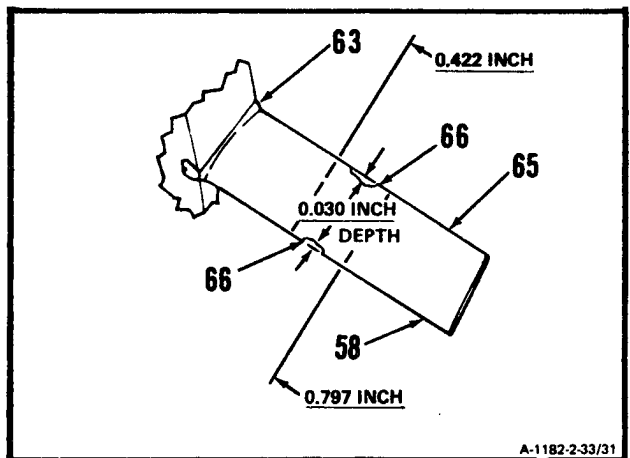 63
0.422 INCH
66
65
0.030 INCH
DEPTH
66
58
0.797 INCH
A-1182-2-33/31